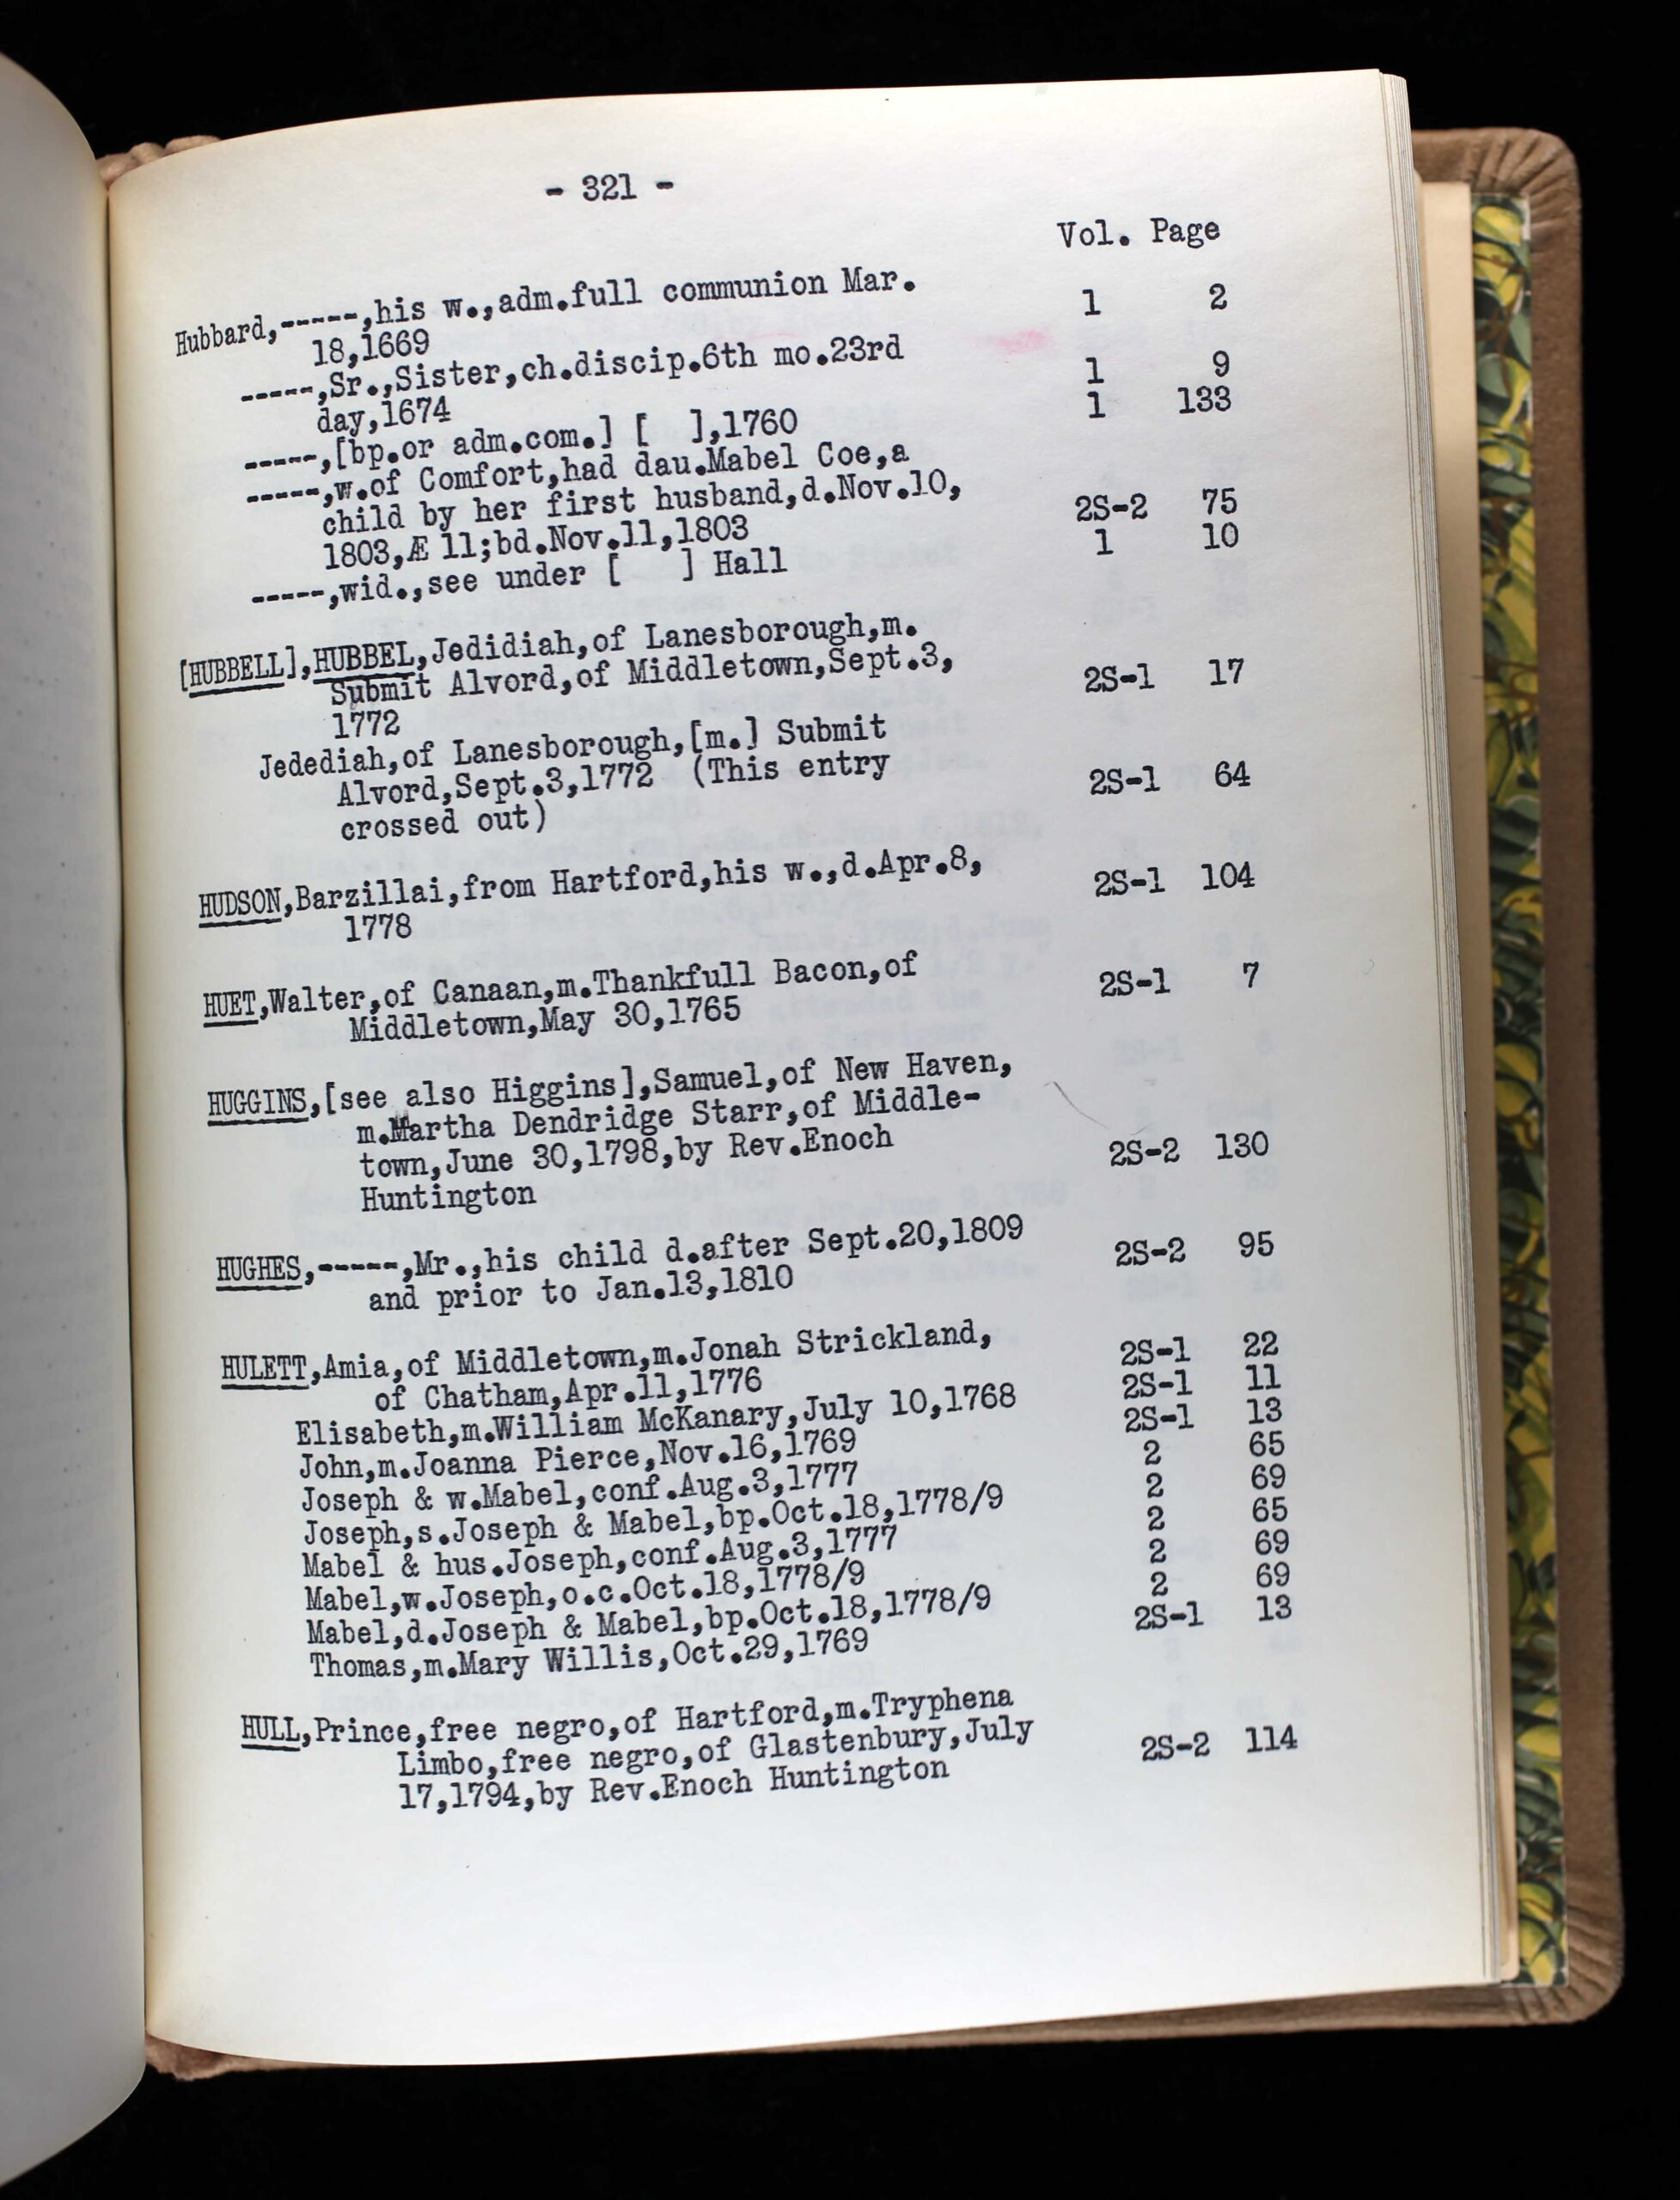 - 321 -
Vol. Page
Hubbard,-----,his w.,adm.full communion Mar.
18,1669 1 2
-----,Sr.,Sister,ch.discip.6th mo.23rd
day,1674 1 9
-----,[bp.or adm.com.] [ ],1760 1 133
-----,w.of Comfort,had dau.Mabel Coe,a
child by her first husband,d.Nov.10,
1803,Æ 11;bd.Nov.11,1803 2S-2 75
-----,wid.,see under [ ] Hall 1 10
[HUBBELL],HUBBEL,Jedidiah,of Lanesborough,m.
Submit Alvord,of Middletown,Sept.3,
1772 2S-1 17
Jedediah,of Lanesborough,[m.] Submit
Alvord,Sept.3,1772 (This entry
crossed out) 2S-1 64
HUDSON,Barzillai,from Hartford,his w.,d.Apr.8,
1778 2S-1 104
HUET,Walter,of Canaan,m.Thankfull Bacon,of
Middletown,May 30,1765 2S-1 7
HUGGINS,[see also Higgins],Samuel,of New Haven,
m.Martha Dendridge Starr,of Middle-
town,June 30,1798,by Rev.Enoch
Huntington 2S-2 130
HUGHES,-----,Mr.,his child d.after Sept.20,1809
and prior to Jan.13,1810 2S-2 95
HULETT,Amia,of Middletown,m.Jonah Strickland,
of Chatham,Apr.11,1776 2S-1 22
Elisabeth,m.William McKanary,July 10,1768 2S-1 11
John,m.Joanna Pierce,Nov.16,1769 2S-1 13
Joseph & w.Mabel,conf.Aug.3,1777 2 65
Joseph,s.Joseph & Mabel,bp.Oct.18,1778/9 2 69
Mabel & hus.Joseph,conf.Aug.3,1777 2 65
Mabel,w.Joseph,o.c.Oct.18,1778/9 2 69
Mabel,d.Joseph & Mabel,bp.Oct.18,1778/9 2 69
Thomas,m.Mary Willis,Oct.29,1769 2S-1 13
HULL,Prince,free negro,of Hartford,m.Tryphena
Limbo,free negro,of Glastenbury,July
17,1794,by Rev.Enoch Huntington 2S-2 114